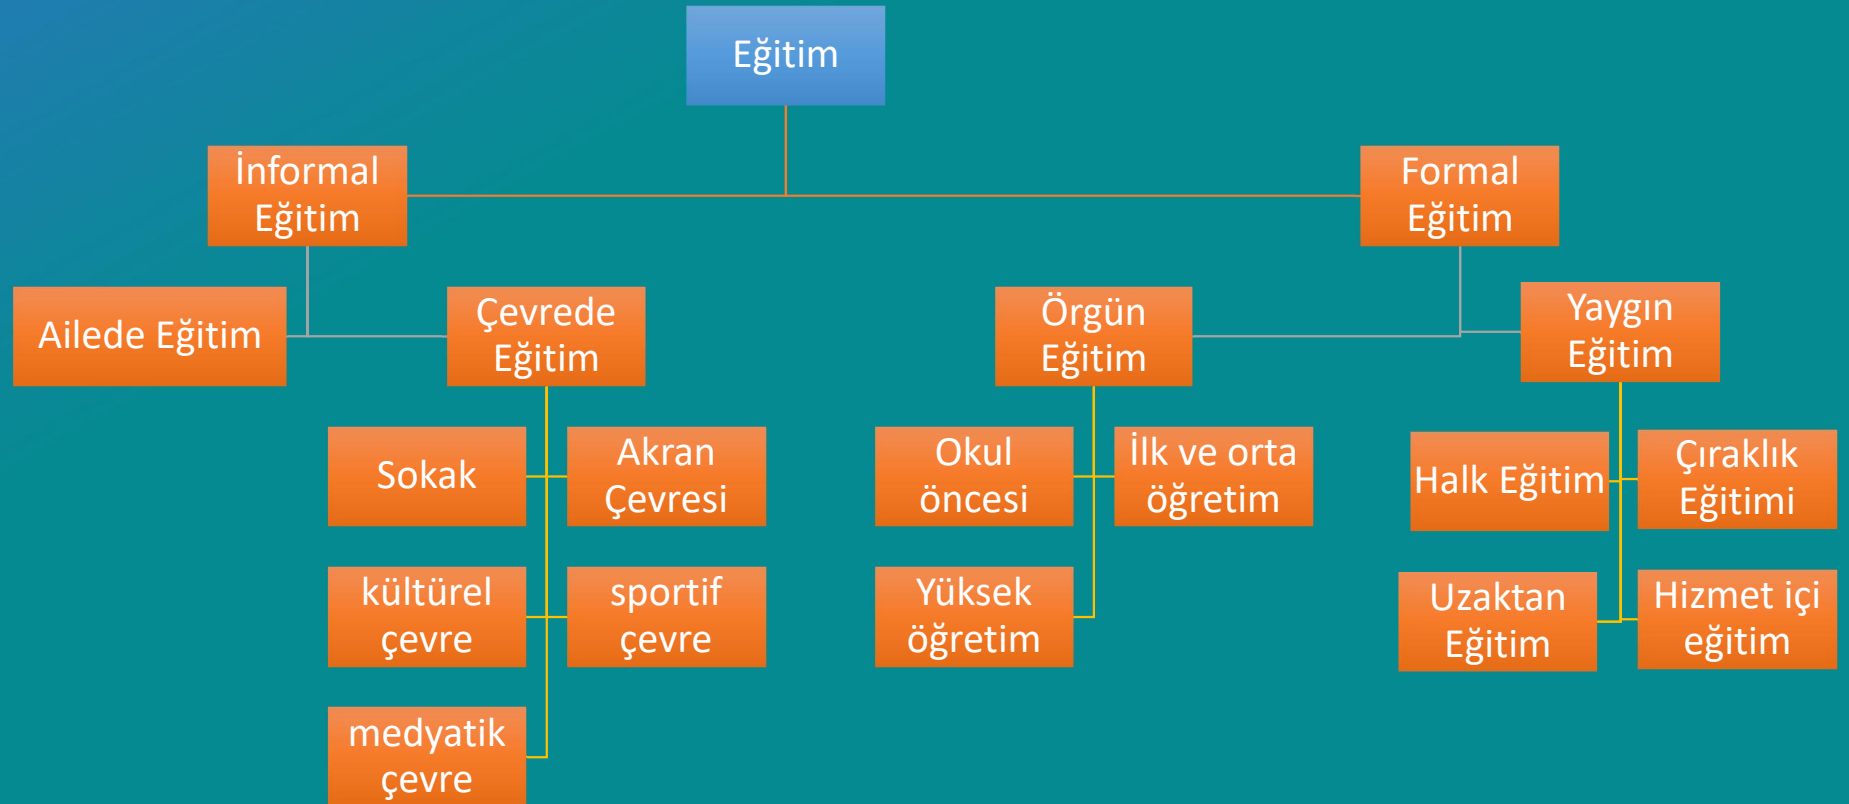 Eğitim
İnformal
Eğitim
Formal
Eğitim
Ailede Eğitim
Çevrede
Eğitim
Örgün
Eğitim
Yaygın
Eğitim
Sokak
Akran
Çevresi
Okul
öncesi
İlk ve orta
öğretim
Halk Eğitim
Çıraklık
Eğitimi
kültürel
çevre
sportif
çevre
Yüksek
öğretim
Uzaktan
Eğitim
Hizmet içi
eğitim
medyatik
çevre